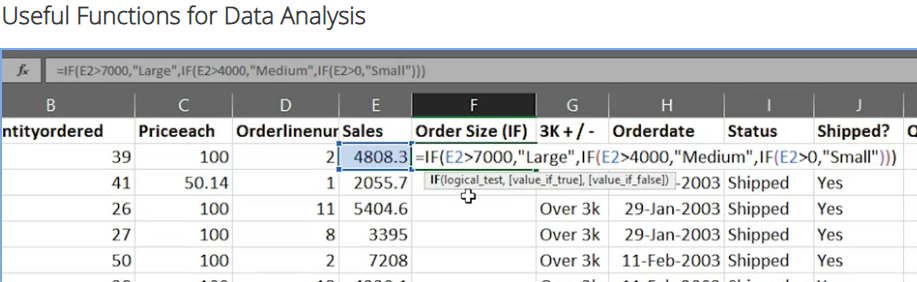 Useful Functions for Data Analysis
fx =IF(E2>7000,"Large",IF(E2>4000,"Medium",IF(E2>0,"Small")))
B C D E F G H I J
ntityordered Priceeach Orderlinenur Sales Order Size (IF) 3K + / - Orderdate Status Shipped? Q
39 100 2 4808.3 =IF(E2>7000,"Large",IF(E2>4000,"Medium",IF(E2>0,"Small")))
41 50.14 1 2055.7 IF(logical_test, [value_if_true], [value_if_false]) -2003 Shipped Yes
26 100 11 5404.6 Over 3k 29-Jan-2003 Shipped Yes
27 100 8 3395 Over 3k 29-Jan-2003 Shipped Yes
50 100 2 7208 Over 3k 11-Feb-2003 Shipped Yes